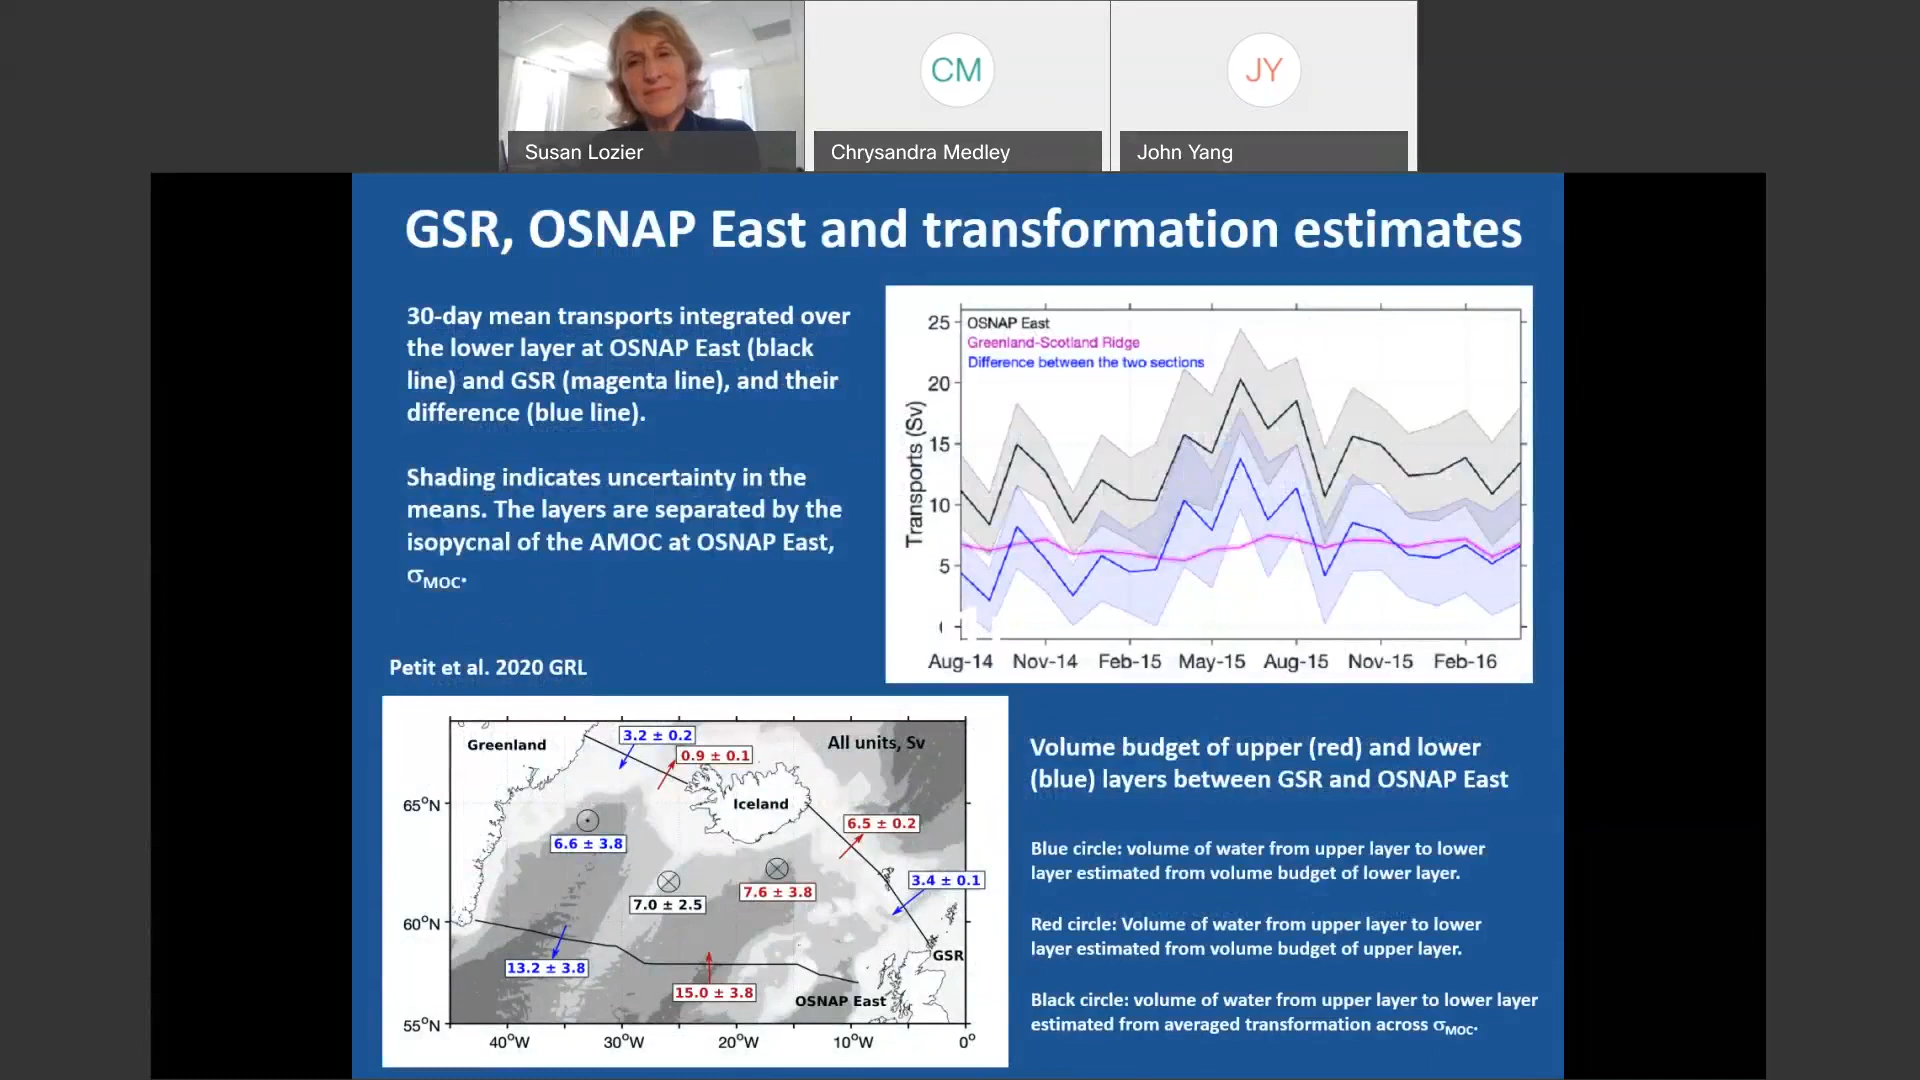 CM
JY
Susan Lozier
Chrysandra Medley
John Yang
GSR, OSNAP East and transformation estimates
30-day mean transports integrated over
the lower layer at OSNAP East (black
line) and GSR (magenta line), and their
difference (blue line).
Shading indicates uncertainty in the
means. The layers are separated by the
isopycnal of the AMOC at OSNAP East,
σMOC.
Petit et al. 2020 GRL
OSNAP East
Greenland-Scotland Ridge
Difference between the two sections
Transports (Sv)
25
20
15
10
5
Aug-14 Nov-14 Feb-15 May-15 Aug-15 Nov-15 Feb-16
Greenland
3.2 ± 0.2
0.9 ± 0.1
All units, Sv
65°N
Iceland
6.5 ± 0.2
6.6 ± 3.8
7.6 ± 3.8
3.4 ± 0.1
7.0 ± 2.5
60°N
GSR
13.2 ± 3.8
15.0 ± 3.8
OSNAP East
55°N
40°W 30°W 20°W 10°W 0°
Volume budget of upper (red) and lower
(blue) layers between GSR and OSNAP East
Blue circle: volume of water from upper layer to lower
layer estimated from volume budget of lower layer.
Red circle: Volume of water from upper layer to lower
layer estimated from volume budget of upper layer.
Black circle: volume of water from upper layer to lower layer
estimated from averaged transformation across σMOC.